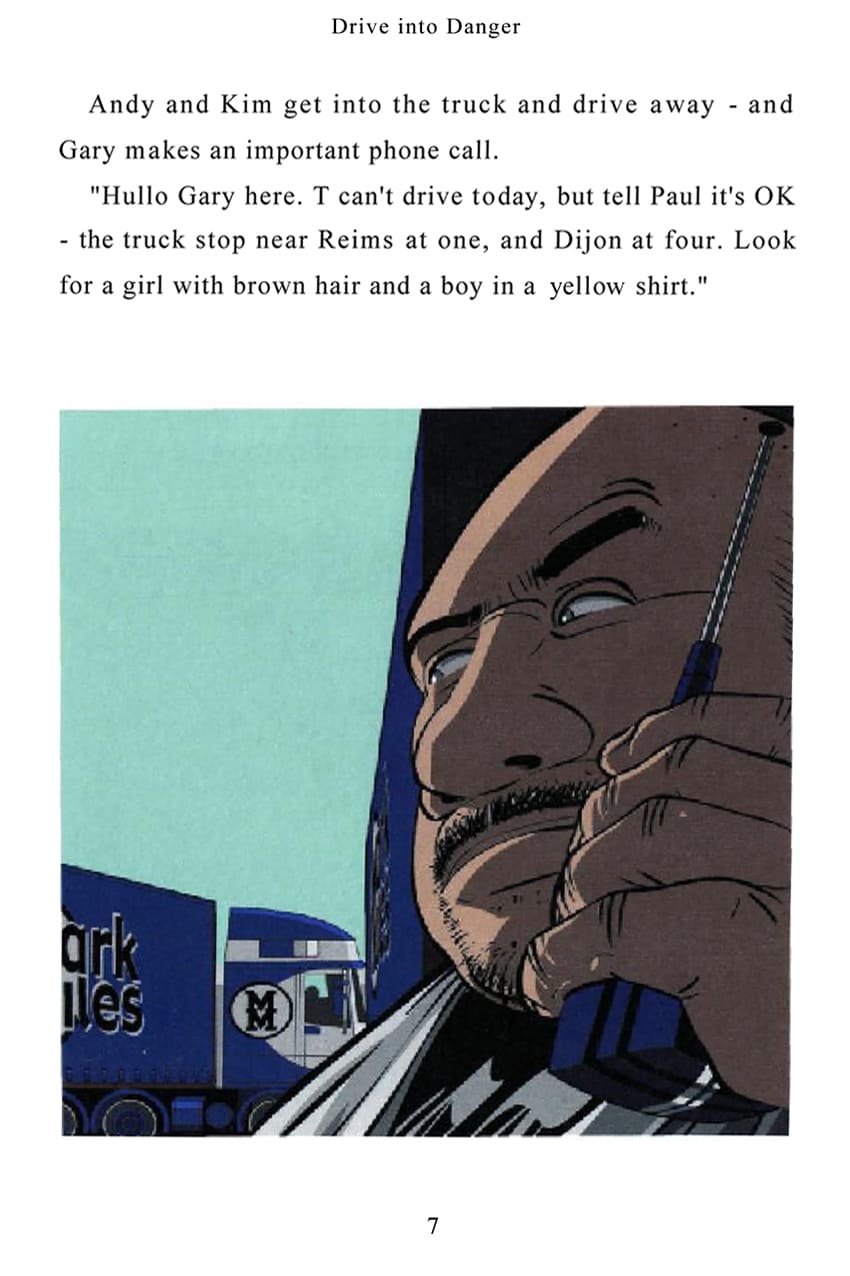 Drive into Danger
Andy and Kim get into the truck and drive away - and
Gary makes an important phone call.
"Hullo Gary here. T can't drive today, but tell Paul it's OK
- the truck stop near Reims at one, and Dijon at four. Look
for a girl with brown hair and a boy in a yellow shirt."
ark
M
7